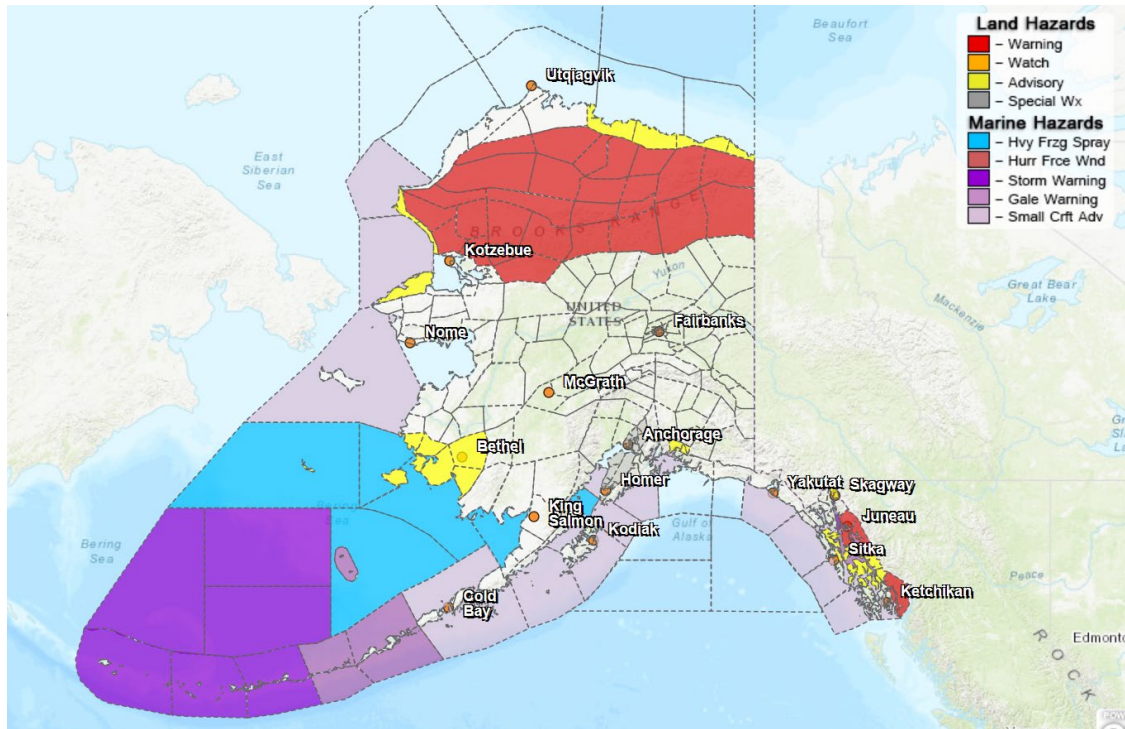 Land Hazards
– Warning
– Watch
– Advisory
– Special Wx
Marine Hazards
– Hvy Frzg Spray
– Hurr Frce Wnd
– Storm Warning
– Gale Warning
– Small Crft Adv
Beaufort
Sea
Utqiagvik
East
Siberian
Sea
BROOKS RANGE
Kotzebue
Yukon
Great Bear
Lake
Mackenzie
UNITED
STATES
Fairbanks
Nome
McGrath
Bethel
Anchorage
Homer
Yakutat
Skagway
King
Salmon
Juneau
Kodiak
Gulf of
Alaska
Sitka
Bering
Sea
Peace
Ketchikan
Cold
Bay
Edmonto
ROCK